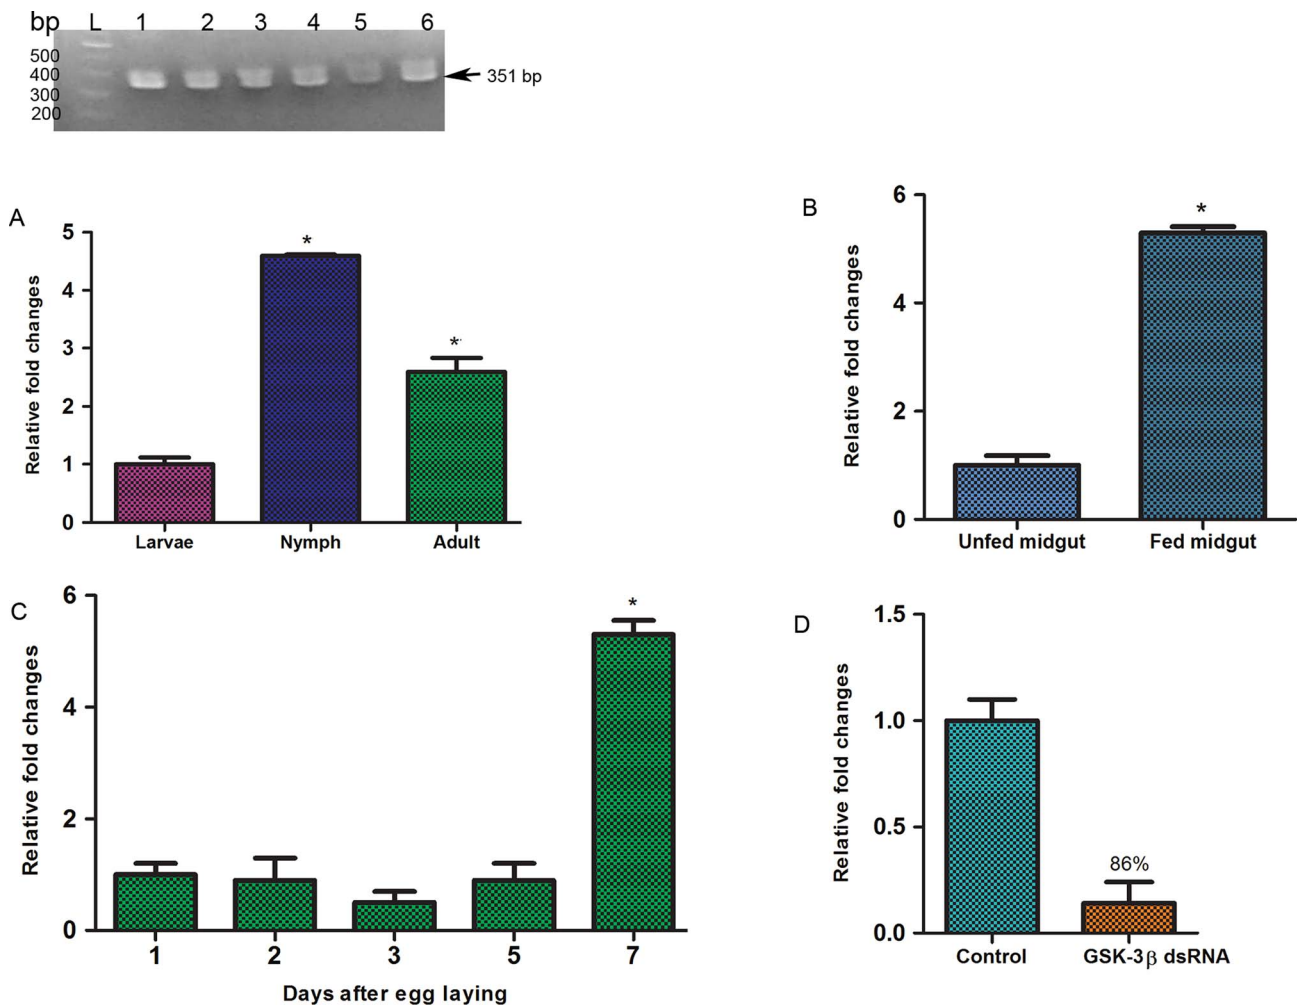 bp L 1 2 3 4 5 6
500
400
300
200
351 bp
A
Relative fold changes
5
4
3
2
1
0
*
*
Larvae Nymph Adult
B
Relative fold changes
6
4
2
0
*
Unfed midgut Fed midgut
C
Relative fold changes
6
4
2
0
*
1 2 3 5 7
Days after egg laying
D
Relative fold changes
1.5
1.0
0.5
0.0
86%
Control GSK-3β dsRNA